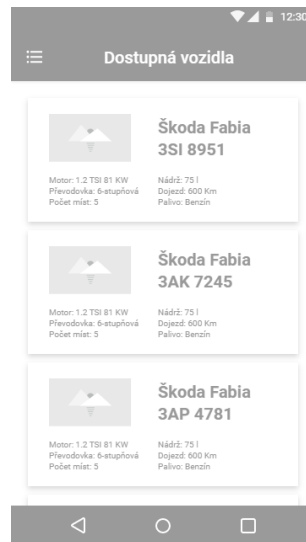 12:30
Dostupná vozidla
Škoda Fabia
3SI 8951
Motor: 1.2 TSI 81 KW
Převodovka: 6-stupňová
Počet míst: 5
Nádrž: 75 l
Dojezd: 600 Km
Palivo: Benzín
Škoda Fabia
3AK 7245
Motor: 1.2 TSI 81 KW
Převodovka: 6-stupňová
Počet míst: 5
Nádrž: 75 l
Dojezd: 600 Km
Palivo: Benzín
Škoda Fabia
3AP 4781
Motor: 1.2 TSI 81 KW
Převodovka: 6-stupňová
Počet míst: 5
Nádrž: 75 l
Dojezd: 600 Km
Palivo: Benzín